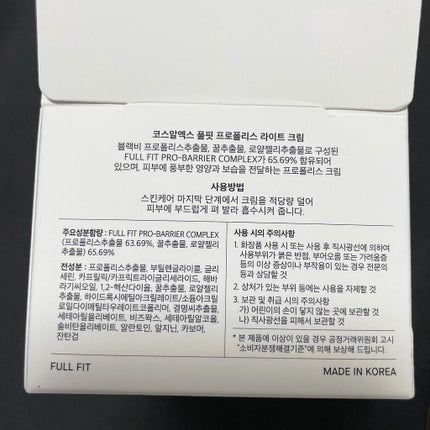 코스알엑스 풀핏 프로폴리스 라이트 크림
블랙비 프로폴리스추출물, 꿀추출물, 로얄젤리추출물로 구성된
FULL FIT PRO-BARRIER COMPLEX가 65.69% 함유되어
있으며, 피부에 풍부한 영양과 보습을 전달하는 프로폴리스 크림
사용방법
스킨케어 마지막 단계에서 크림을 적당량 덜어
피부에 부드럽게 펴 발라 흡수시켜 줍니다.
주요성분함량 : FULL FIT PRO-BARRIER COMPLEX
(프로폴리스추출물 63.69%, 꿀추출물, 로얄젤리
추출물) 65.69%
전성분 : 프로폴리스추출물, 부틸렌글라이콜, 글리
세린, 카프릴릭/카프릭트라이글리세라이드, 해바
라기씨오일, 1,2-헥산다이올, 꿀추출물, 로얄젤리
추출물, 하이드록시에틸아크릴레이트/소듐아크릴
로일다이메틸타우레이트코폴리머, 결명씨추출물,
세테아릴올리베이트, 비즈왁스, 세테아릴알코올,
솔비탄올리베이트, 알란토인, 알지닌, 카보머,
잔탄검
사용 시의 주의사항
1. 화장품 사용 시 또는 사용 후 직사광선에 의하여
사용부위가 붉은 반점, 부어오름 또는 가려움증
등의 이상 증상이나 부작용이 있는 경우 전문의
등과 상담할 것
2. 상처가 있는 부위 등에는 사용을 자제할 것
3. 보관 및 취급 시의 주의사항
가) 어린이의 손이 닿지 않는 곳에 보관할 것
나) 직사광선을 피해서 보관할 것
* 본 제품에 이상이 있을 경우 공정거래위원회 고시
"소비자분쟁해결기준"에 의해 보상해 드립니다.
FULL FIT
MADE IN KOREA